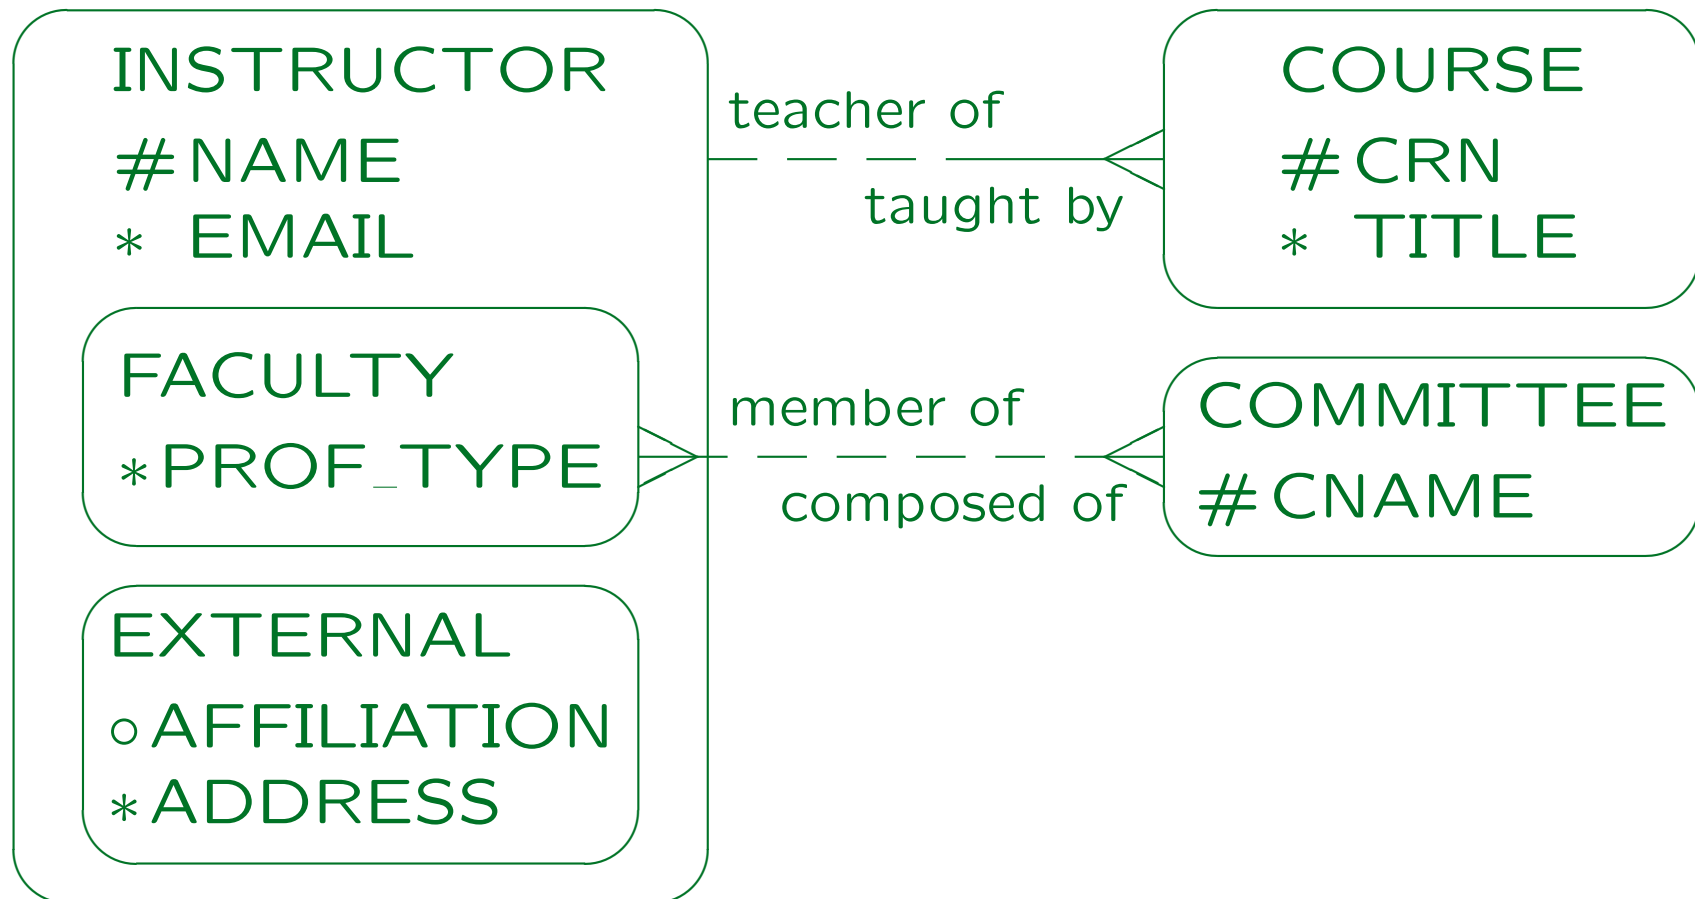 INSTRUCTOR
# NAME
* EMAIL
FACULTY
* PROF_TYPE
EXTERNAL
○ AFFILIATION
* ADDRESS
teacher of
taught by
member of
composed of
COURSE
# CRN
* TITLE
COMMITTEE
# CNAME